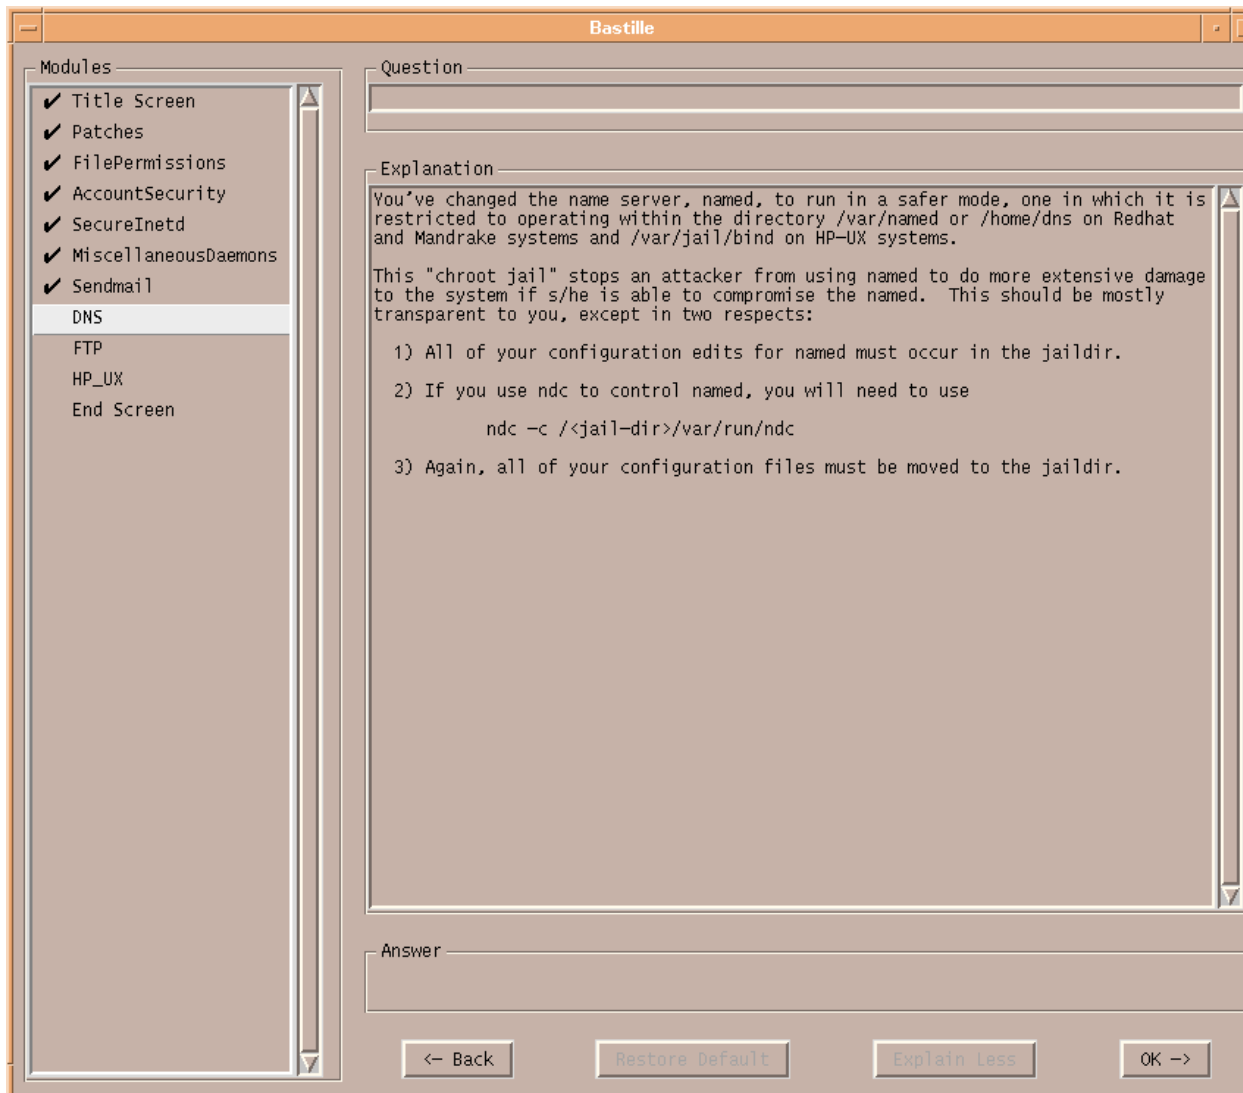 Bastille
Modules
✔ Title Screen
✔ Patches
✔ FilePermissions
✔ AccountSecurity
✔ SecureInetd
✔ MiscellaneousDaemons
✔ Sendmail
DNS
FTP
HP_UX
End Screen
Question
Explanation
You've changed the name server, named, to run in a safer mode, one in which it is
restricted to operating within the directory /var/named or /home/dns on Redhat
and Mandrake systems and /var/jail/bind on HP-UX systems.
This "chroot jail" stops an attacker from using named to do more extensive damage
to the system if s/he is able to compromise the named.  This should be mostly
transparent to you, except in two respects:
1) All of your configuration edits for named must occur in the jaildir.
2) If you use ndc to control named, you will need to use
ndc -c /<jail-dir>/var/run/ndc
3) Again, all of your configuration files must be moved to the jaildir.
Answer
<- Back
Restore Default
Explain Less
OK ->